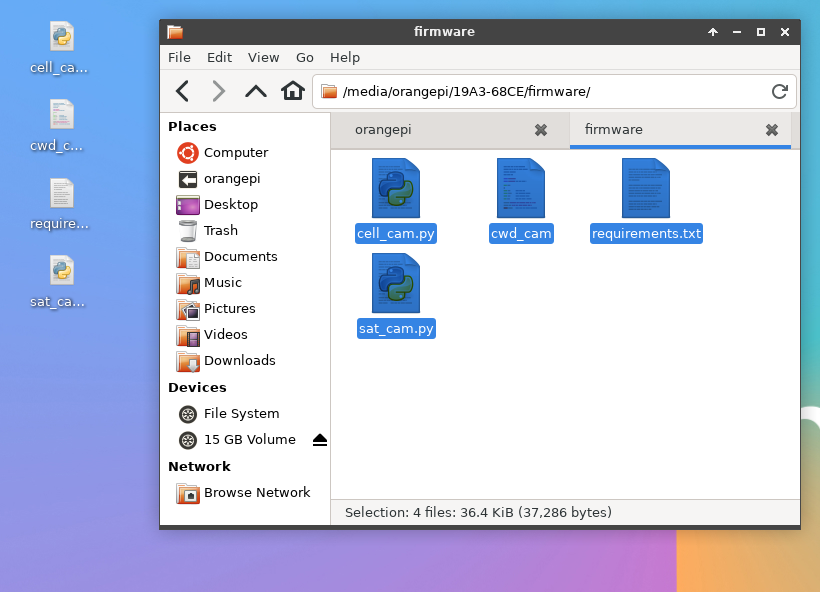 cell_ca...
cwd_c...
require...
sat_ca...
firmware
File Edit View Go Help
/media/orangepi/19A3-68CE/firmware/
Places
Computer
orangepi
Desktop
Trash
Documents
Music
Pictures
Videos
Downloads
Devices
File System
15 GB Volume
Network
Browse Network
orangepi
firmware
cell_cam.py
cwd_cam
requirements.txt
sat_cam.py
Selection: 4 files: 36.4 KiB (37,286 bytes)